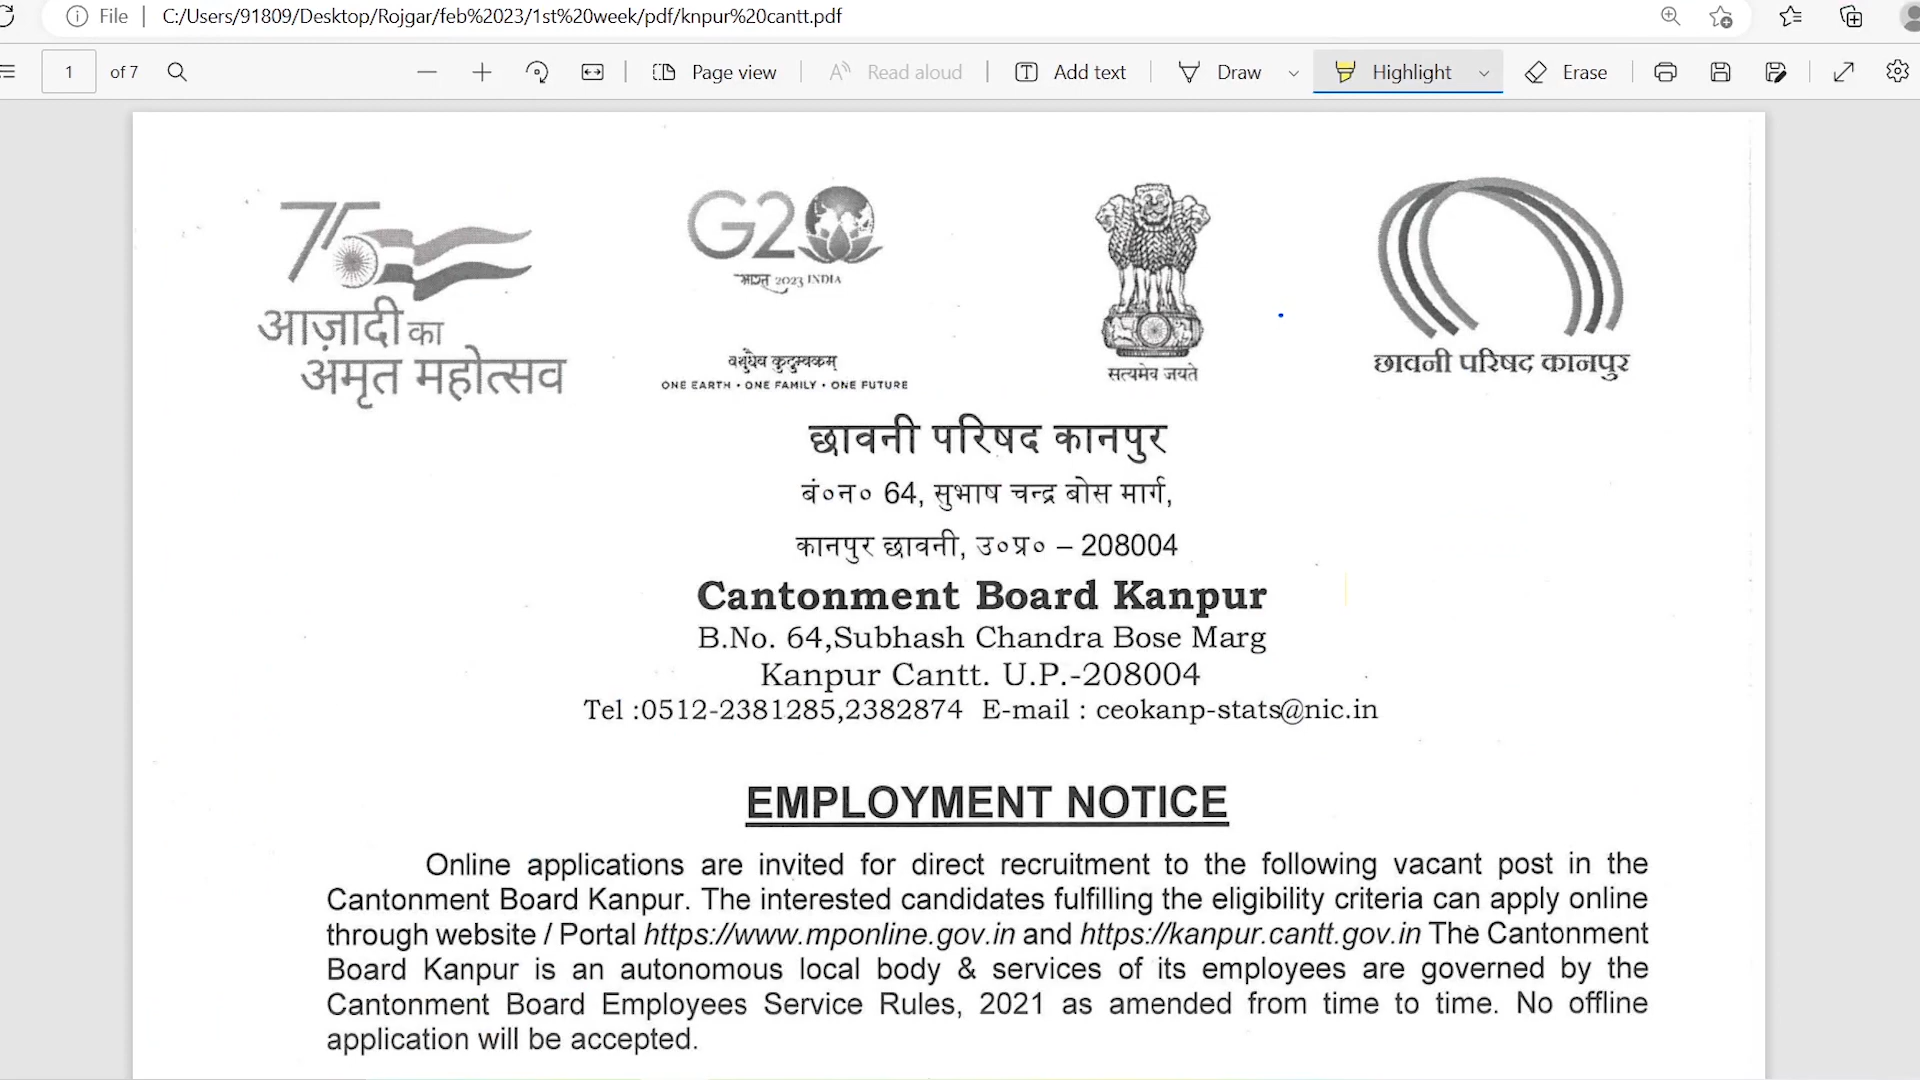 File C:/Users/91809/Desktop/Rojgar/feb%2023/1st%20week/pdf/knpur%20cantt.pdf
1 of 7 Page view Read aloud Add text Draw Highlight Erase
75
आज़ादी का
अमृत महोत्सव
G20
भारत 2023 INDIA
वसुधैव कुटुम्बकम्
ONE EARTH • ONE FAMILY • ONE FUTURE
सत्यमेव जयते
छावनी परिषद कानपुर
छावनी परिषद कानपुर
बं०न० 64, सुभाष चन्द्र बोस मार्ग,
कानपुर छावनी, उ०प्र० – 208004
Cantonment Board Kanpur
B.No. 64,Subhash Chandra Bose Marg
Kanpur Cantt. U.P.-208004
Tel :0512-2381285,2382874 E-mail : ceokanp-stats@nic.in
EMPLOYMENT NOTICE
Online applications are invited for direct recruitment to the following vacant post in the
Cantonment Board Kanpur. The interested candidates fulfilling the eligibility criteria can apply online
through website / Portal https://www.mponline.gov.in and https://kanpur.cantt.gov.in The Cantonment
Board Kanpur is an autonomous local body & services of its employees are governed by the
Cantonment Board Employees Service Rules, 2021 as amended from time to time. No offline
application will be accepted.